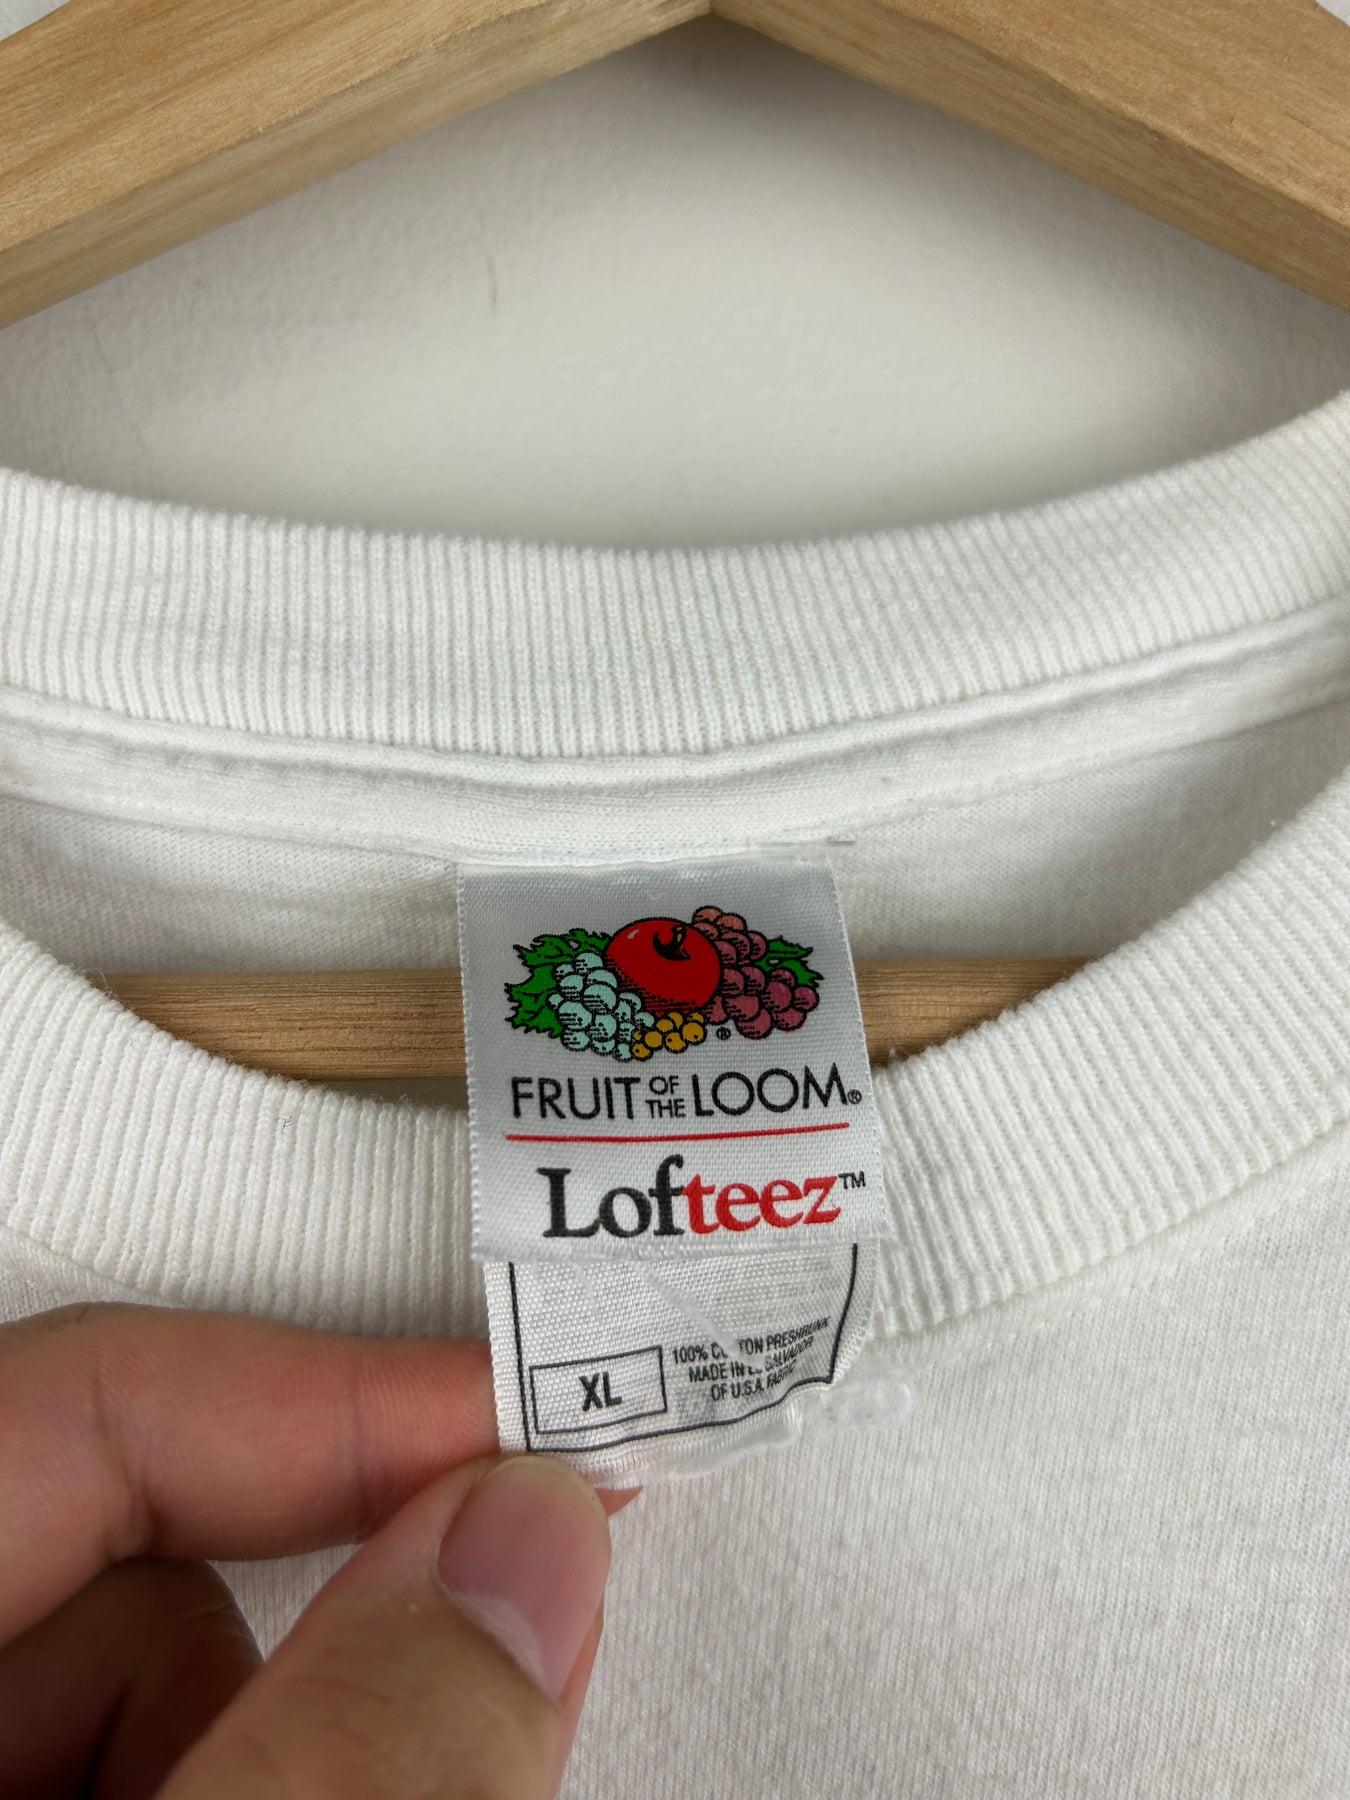 FRUIT OF THE LOOM®
Lofteez™
XL
100% COTTON PRESHRUNK
MADE IN EL SALVADOR
OF U.S.A. FABRIC